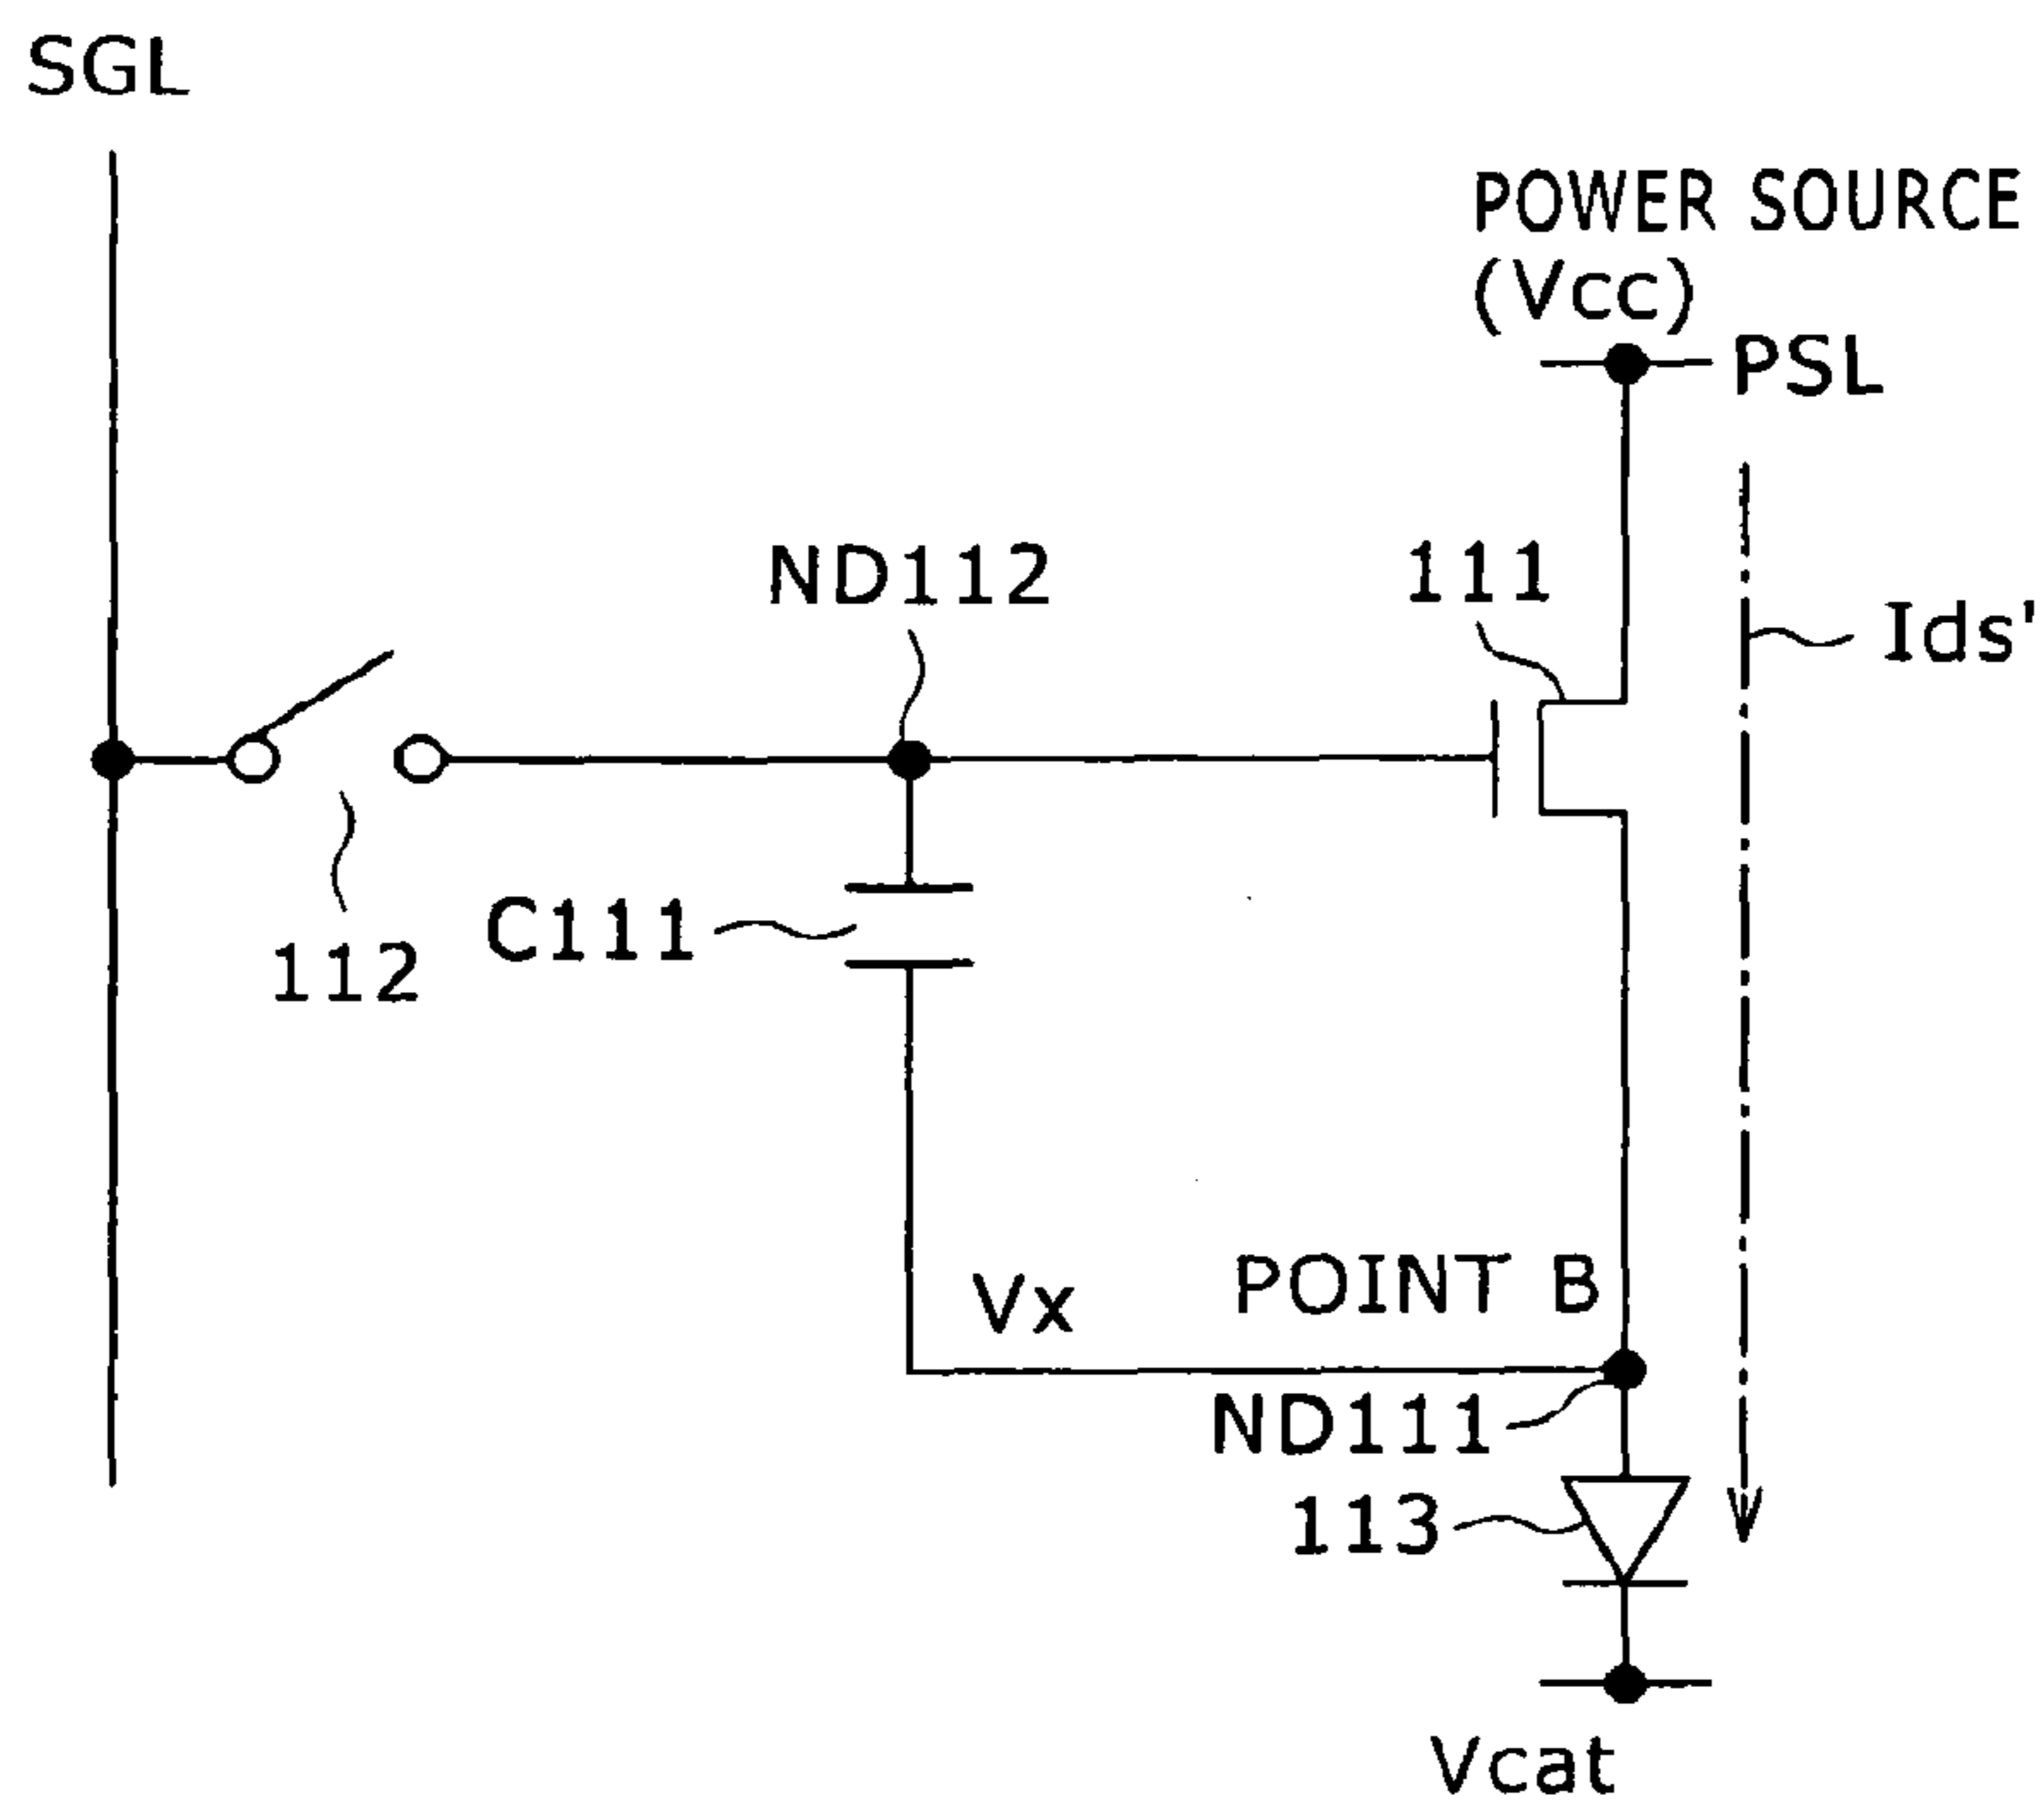 SGL
POWER SOURCE
(Vcc)
PSL
ND112
111
Ids'
C111
112
Vx
POINT B
ND111
113
Vcat